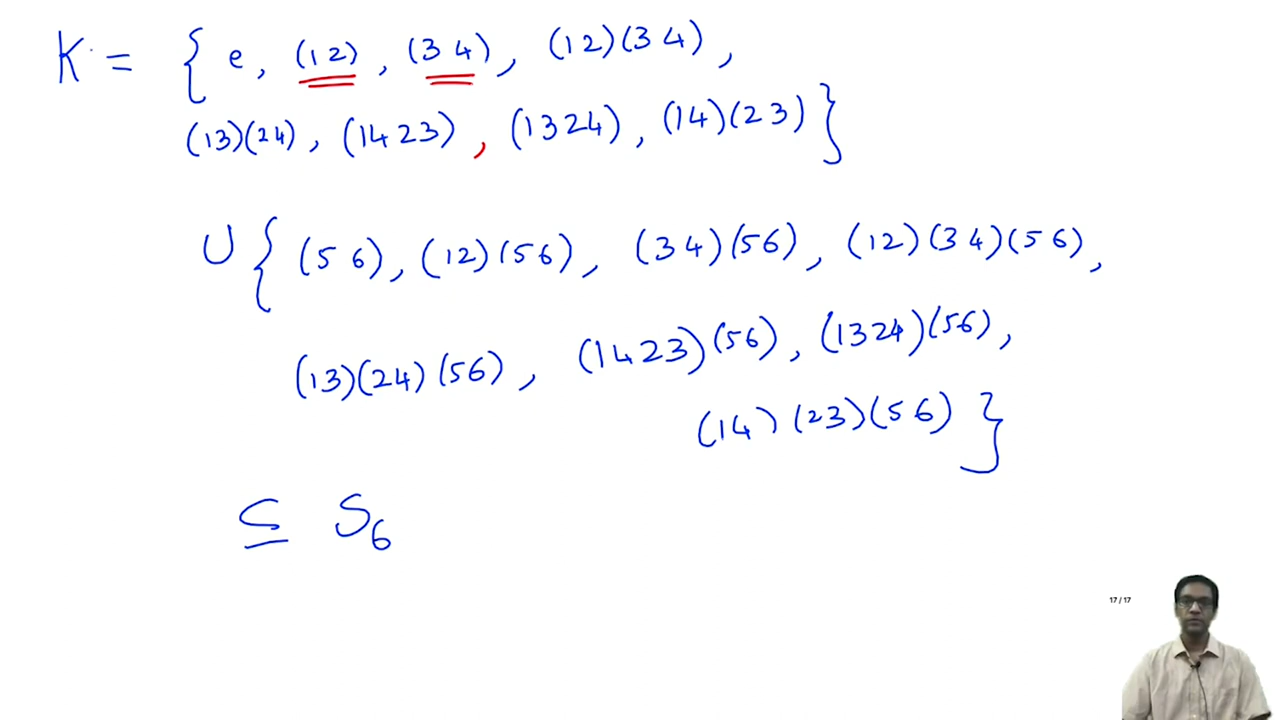 K = { e, (12), (34), (12)(34),
(13)(24), (1423), (1324), (14)(23) }
∪ { (56), (12)(56), (34)(56), (12)(34)(56),
(13)(24)(56), (1423)(56), (1324)(56),
(14)(23)(56) }
⊆ S₆
17 / 17